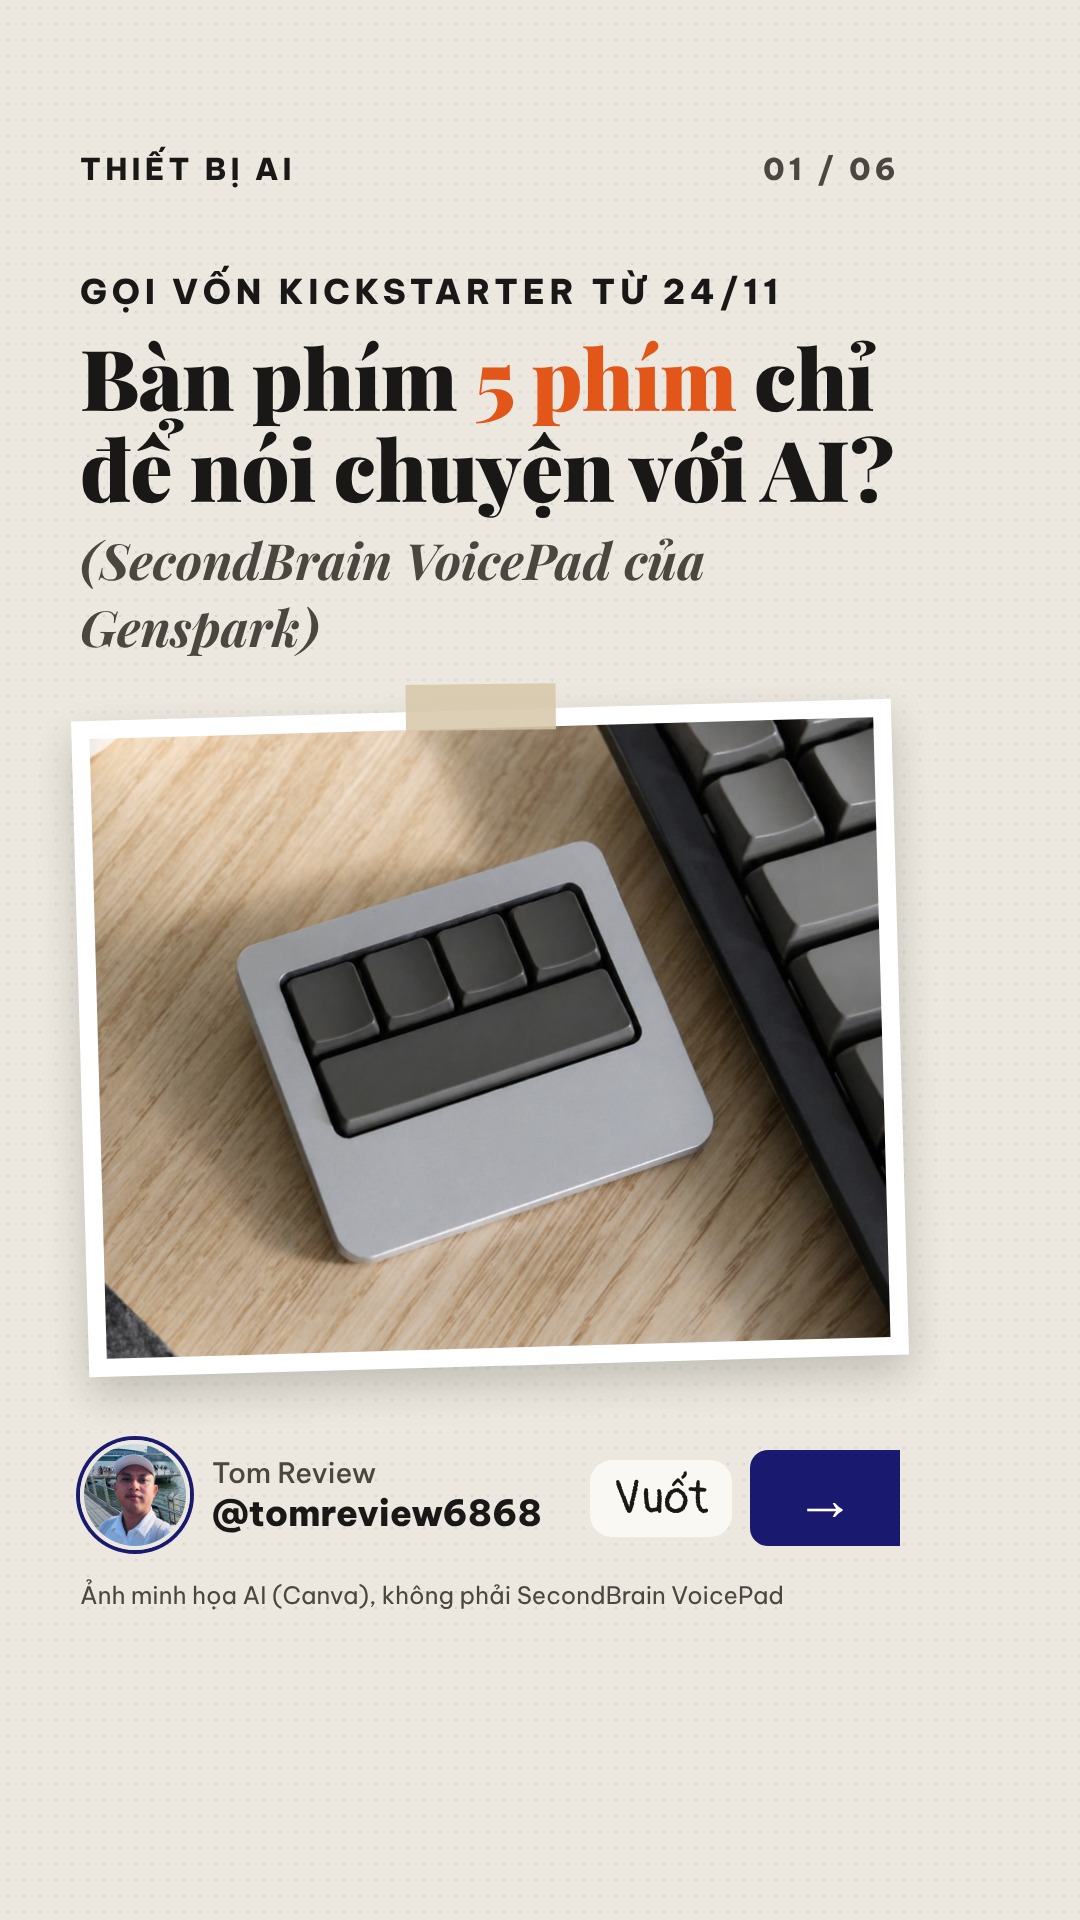 THIẾT BỊ AI
01 / 06
GỌI VỐN KICKSTARTER TỪ 24/11
Bàn phím 5 phím chỉ
để nói chuyện với AI?
(SecondBrain VoicePad của
Genspark)
Tom Review
@tomreview6868
Vuốt
→
Ảnh minh họa AI (Canva), không phải SecondBrain VoicePad